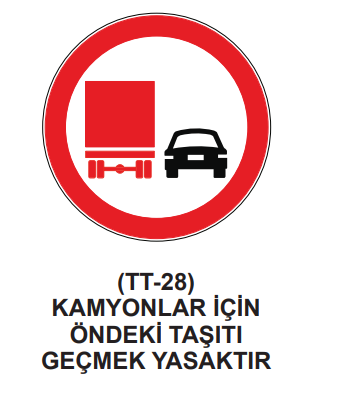 (TT-28)
KAMYONLAR İÇİN
ÖNDEKİ TAŞITI
GEÇMEK YASAKTIR